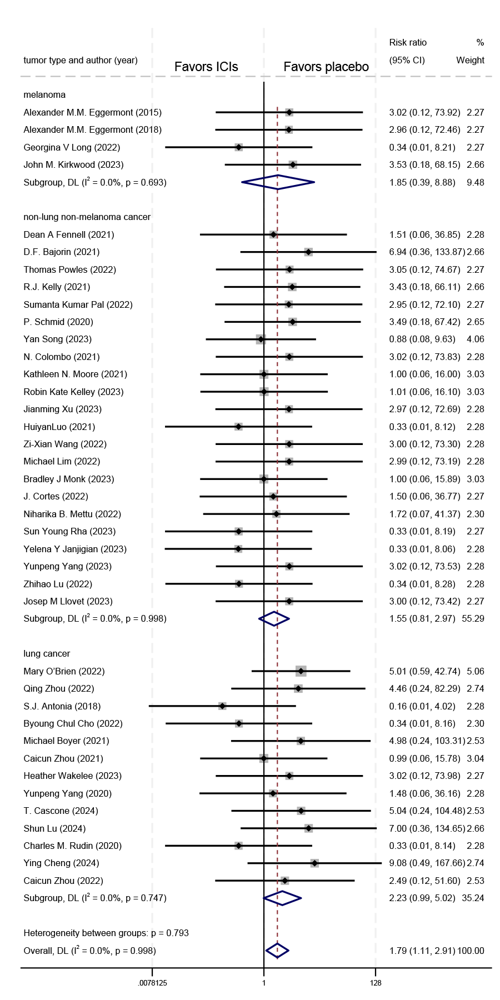 Risk ratio %
tumor type and author (year) Favors ICIs Favors placebo (95% CI) Weight
melanoma
Alexander M.M. Eggermont (2015) 3.02 (0.12, 73.92) 2.27
Alexander M.M. Eggermont (2018) 2.96 (0.12, 72.46) 2.27
Georgina V Long (2022) 0.34 (0.01, 8.21) 2.27
John M. Kirkwood (2023) 3.53 (0.18, 68.15) 2.66
Subgroup, DL (I² = 0.0%, p = 0.693) 1.85 (0.39, 8.88) 9.48
non-lung non-melanoma cancer
Dean A Fennell (2021) 1.51 (0.06, 36.85) 2.28
D.F. Bajorin (2021) 6.94 (0.36, 133.87) 2.66
Thomas Powles (2022) 3.05 (0.12, 74.67) 2.27
R.J. Kelly (2021) 3.43 (0.18, 66.11) 2.66
Sumanta Kumar Pal (2022) 2.95 (0.12, 72.10) 2.27
P. Schmid (2020) 3.49 (0.18, 67.42) 2.65
Yan Song (2023) 0.88 (0.08, 9.63) 4.06
N. Colombo (2021) 3.02 (0.12, 73.83) 2.28
Kathleen N. Moore (2021) 1.00 (0.06, 16.00) 3.03
Robin Kate Kelley (2023) 1.01 (0.06, 16.10) 3.03
Jianming Xu (2023) 2.97 (0.12, 72.69) 2.28
HuiyanLuo (2021) 0.33 (0.01, 8.12) 2.28
Zi-Xian Wang (2022) 3.00 (0.12, 73.30) 2.28
Michael Lim (2022) 2.99 (0.12, 73.19) 2.28
Bradley J Monk (2023) 1.00 (0.06, 15.89) 3.03
J. Cortes (2022) 1.50 (0.06, 36.77) 2.27
Niharika B. Mettu (2022) 1.72 (0.07, 41.37) 2.30
Sun Young Rha (2023) 0.33 (0.01, 8.19) 2.27
Yelena Y Janjigian (2023) 0.33 (0.01, 8.06) 2.28
Yunpeng Yang (2023) 3.02 (0.12, 73.53) 2.28
Zhihao Lu (2022) 0.34 (0.01, 8.28) 2.28
Josep M Llovet (2023) 3.00 (0.12, 73.42) 2.27
Subgroup, DL (I² = 0.0%, p = 0.998) 1.55 (0.81, 2.97) 55.29
lung cancer
Mary O’Brien (2022) 5.01 (0.59, 42.74) 5.06
Qing Zhou (2022) 4.46 (0.24, 82.29) 2.74
S.J. Antonia (2018) 0.16 (0.01, 4.02) 2.28
Byoung Chul Cho (2022) 0.34 (0.01, 8.16) 2.30
Michael Boyer (2021) 4.98 (0.24, 103.31) 2.53
Caicun Zhou (2021) 0.99 (0.06, 15.78) 3.04
Heather Wakelee (2023) 3.02 (0.12, 73.98) 2.27
Yunpeng Yang (2020) 1.48 (0.06, 36.16) 2.28
T. Cascone (2024) 5.04 (0.24, 104.48) 2.53
Shun Lu (2024) 7.00 (0.36, 134.65) 2.66
Charles M. Rudin (2020) 0.33 (0.01, 8.14) 2.28
Ying Cheng (2024) 9.08 (0.49, 167.66) 2.74
Caicun Zhou (2022) 2.49 (0.12, 51.60) 2.53
Subgroup, DL (I² = 0.0%, p = 0.747) 2.23 (0.99, 5.02) 35.24
Heterogeneity between groups: p = 0.793
Overall, DL (I² = 0.0%, p = 0.998) 1.79 (1.11, 2.91) 100.00
.0078125 1 128